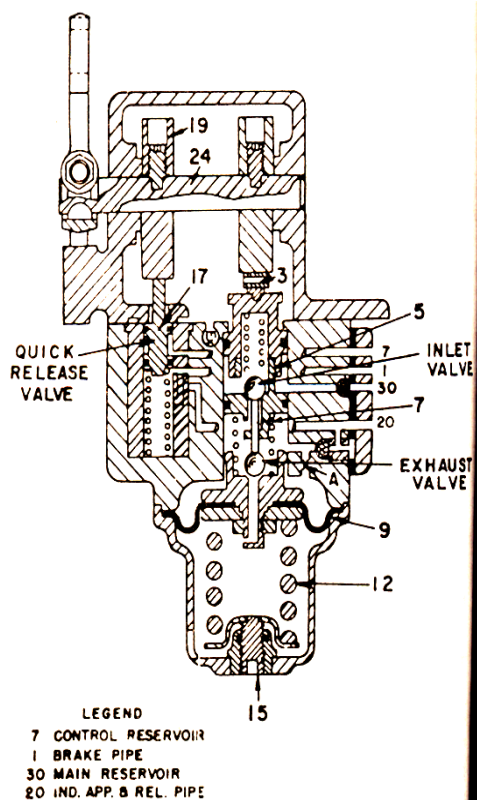 19
24
17
3
5
QUICK
RELEASE
VALVE
7
1
30
INLET
VALVE
20
7
A
EXHAUST
VALVE
9
12
15
LEGEND
7 CONTROL RESERVOIR
1 BRAKE PIPE
30 MAIN RESERVOIR
20 IND. APP. & REL. PIPE